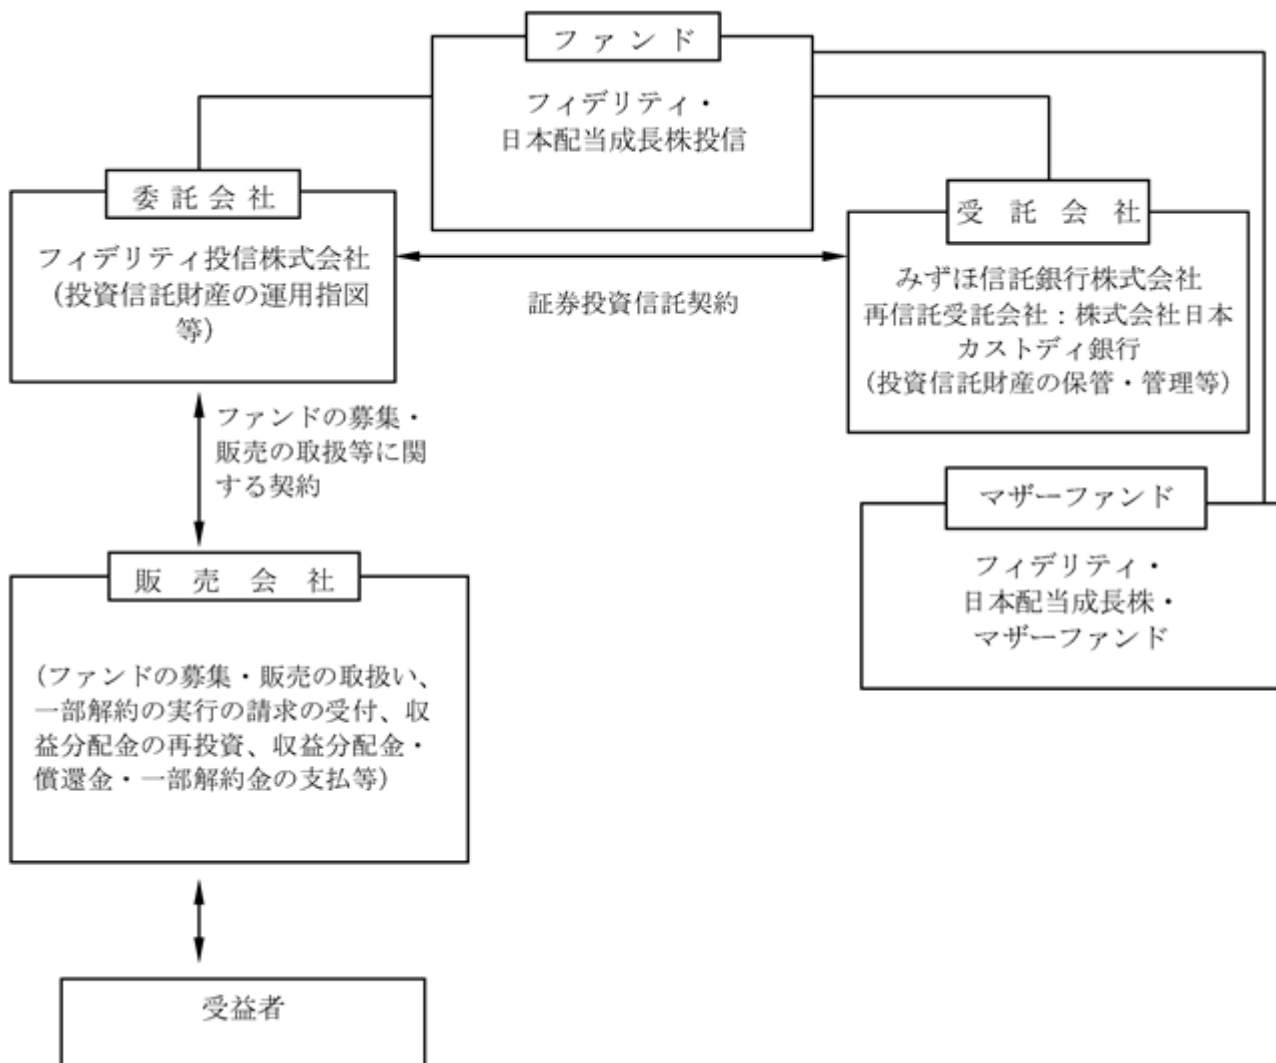 ファンド
フィデリティ・
日本配当成長株投信
委託会社
フィデリティ投信株式会社
（投資信託財産の運用指図
等）
証券投資信託契約
受託会社
みずほ信託銀行株式会社
再信託受託会社：株式会社日本
カストディ銀行
（投資信託財産の保管・管理等）
ファンドの募集・
販売の取扱等に関
する契約
マザーファンド
フィデリティ・
日本配当成長株・
マザーファンド
販売会社
（ファンドの募集・販売の取扱い、
一部解約の実行の請求の受付、収
益分配金の再投資、収益分配金・
償還金・一部解約金の支払等）
受益者